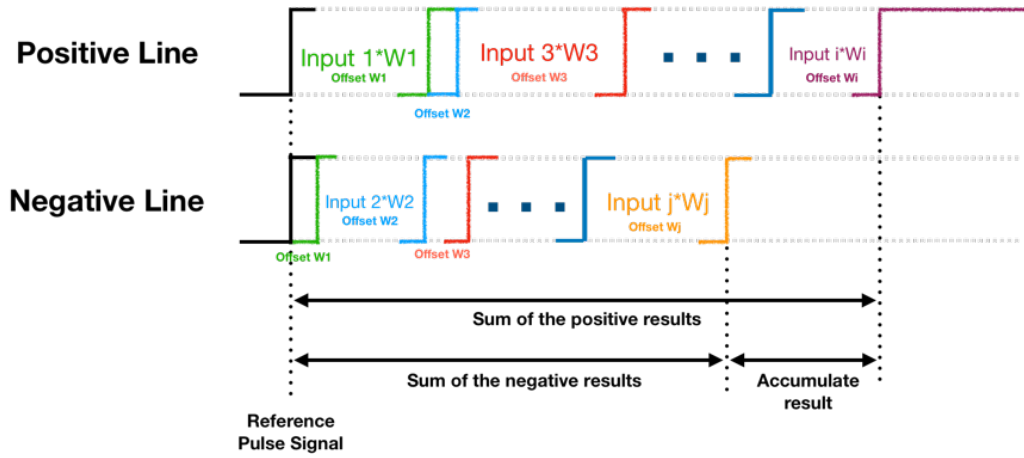 Positive Line
Input 1*W1
Offset W1
Offset W2
Input 3*W3
Offset W3
Input i*Wi
Offset Wi
Negative Line
Offset W1
Input 2*W2
Offset W2
Offset W3
Input j*Wj
Offset Wj
Sum of the positive results
Sum of the negative results
Accumulate
result
Reference
Pulse Signal